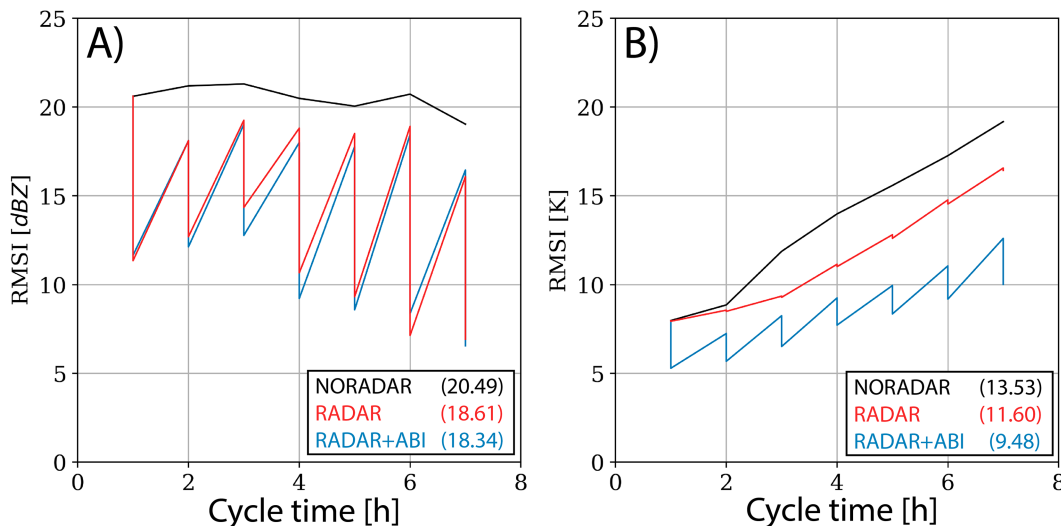 A)
RMSI [dBZ]
25
20
15
10
5
0
NORADAR (20.49)
RADAR (18.61)
RADAR+ABI (18.34)
0 2 4 6 8
Cycle time [h]
B)
RMSI [K]
25
20
15
10
5
0
NORADAR (13.53)
RADAR (11.60)
RADAR+ABI (9.48)
0 2 4 6 8
Cycle time [h]